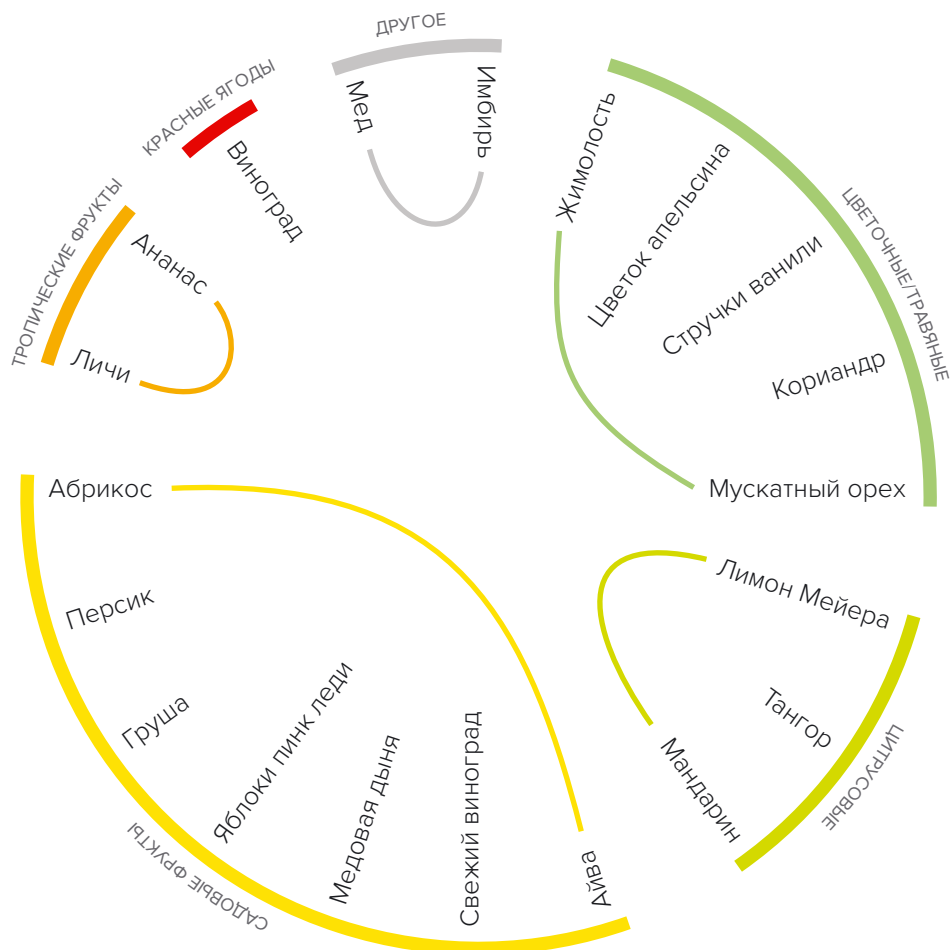 ДРУГОЕ
Мед
Имбирь
ЦВЕТОЧНЫЕ/ТРАВЯНЫЕ
Жимолость
Цветок апельсина
Стручки ванили
Кориандр
Мускатный орех
ЦИТРУСОВЫЕ
Лимон Мейера
Тангор
Мандарин
САДОВЫЕ ФРУКТЫ
Айва
Свежий виноград
Медовая дыня
Яблоки пинк леди
Груша
Персик
Абрикос
ТРОПИЧЕСКИЕ ФРУКТЫ
Личи
Ананас
КРАСНЫЕ ЯГОДЫ
Виноград